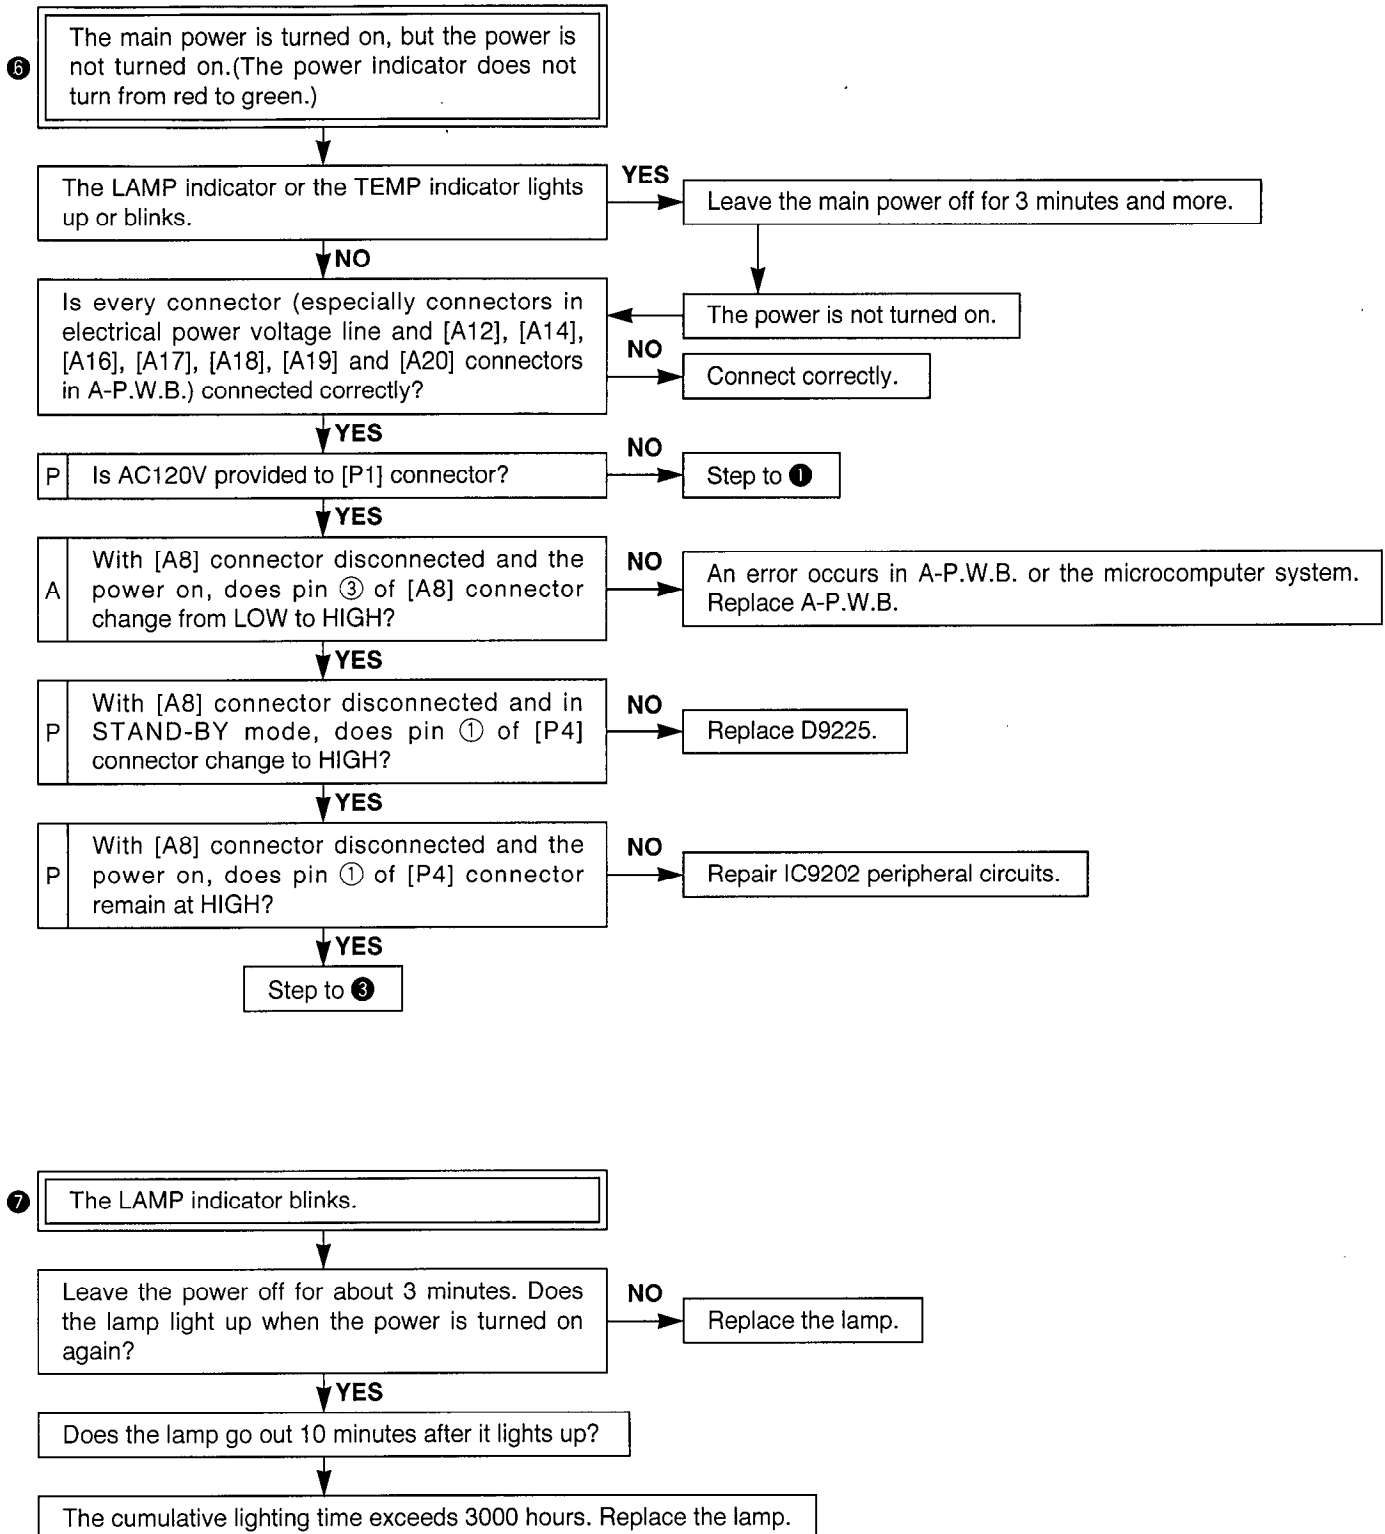 ❻
The main power is turned on, but the power is
not turned on.(The power indicator does not
turn from red to green.)
The LAMP indicator or the TEMP indicator lights
up or blinks.
YES
Leave the main power off for 3 minutes and more.
NO
The power is not turned on.
Is every connector (especially connectors in
electrical power voltage line and [A12], [A14],
[A16], [A17], [A18], [A19] and [A20] connectors
in A-P.W.B.) connected correctly?
NO
Connect correctly.
YES
P
Is AC120V provided to [P1] connector?
NO
Step to ❶
YES
A
With [A8] connector disconnected and the
power on, does pin ③ of [A8] connector
change from LOW to HIGH?
NO
An error occurs in A-P.W.B. or the microcomputer system.
Replace A-P.W.B.
YES
P
With [A8] connector disconnected and in
STAND-BY mode, does pin ① of [P4]
connector change to HIGH?
NO
Replace D9225.
YES
P
With [A8] connector disconnected and the
power on, does pin ① of [P4] connector
remain at HIGH?
NO
Repair IC9202 peripheral circuits.
YES
Step to ❸
❼
The LAMP indicator blinks.
Leave the power off for about 3 minutes. Does
the lamp light up when the power is turned on
again?
NO
Replace the lamp.
YES
Does the lamp go out 10 minutes after it lights up?
The cumulative lighting time exceeds 3000 hours. Replace the lamp.